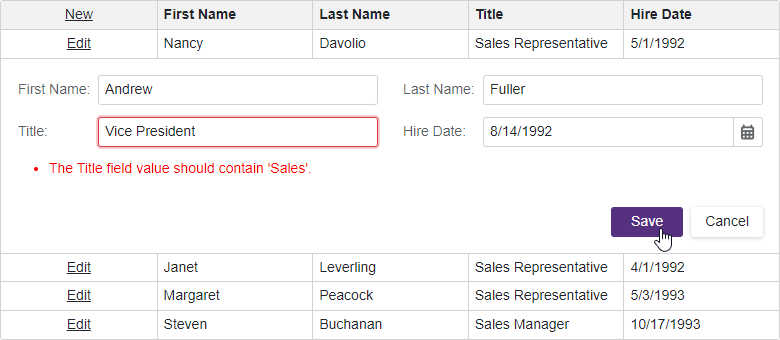 New First Name Last Name Title Hire Date
Edit Nancy Davolio Sales Representative 5/1/1992
First Name: Andrew Last Name: Fuller
Title: Vice President Hire Date: 8/14/1992
The Title field value should contain 'Sales'.
Save Cancel
Edit Janet Leverling Sales Representative 4/1/1992
Edit Margaret Peacock Sales Representative 5/3/1993
Edit Steven Buchanan Sales Manager 10/17/1993